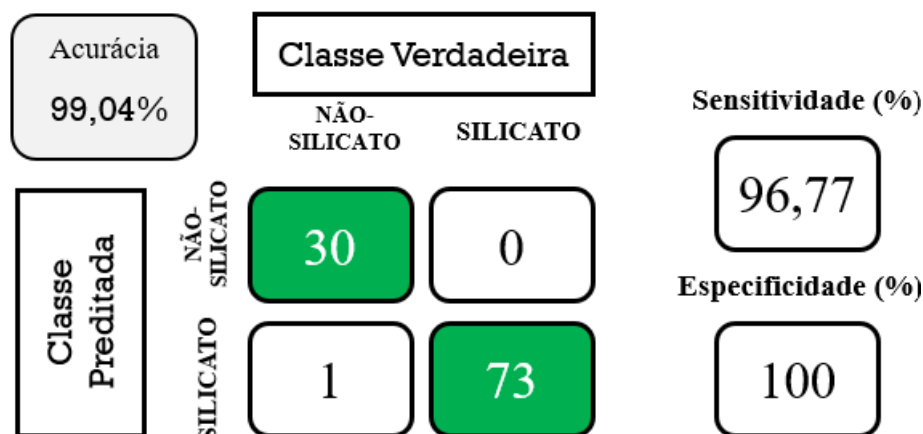 Acurácia
99,04%
Classe Verdadeira
NÃO-
SILICATO
SILICATO
Sensitividade (%)
96,77
Classe
Preditada
NÃO-
SILICATO
30
0
Especificidade (%)
100
SILICATO
1
73